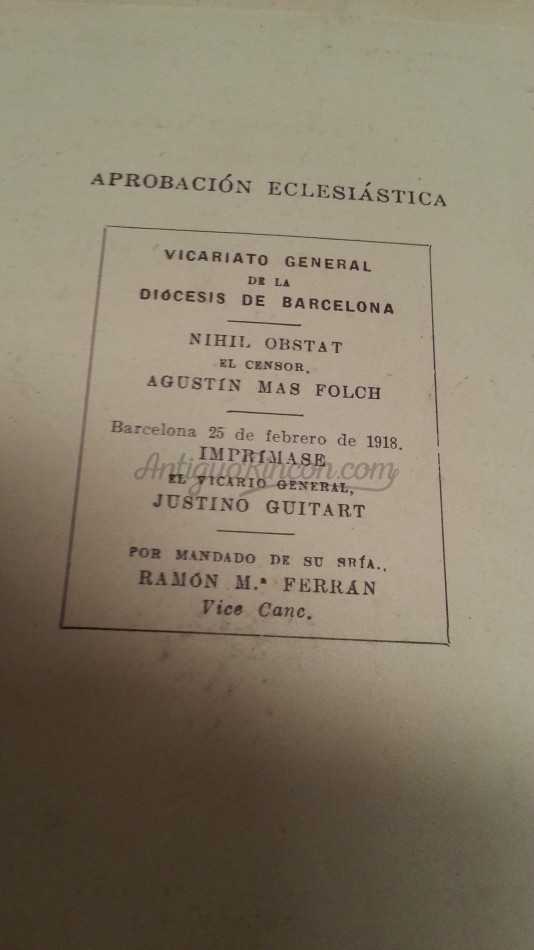 APROBACIÓN ECLESIÁSTICA
VICARIATO GENERAL
DE LA
DIÓCESIS DE BARCELONA
NIHIL OBSTAT
EL CENSOR,
AGUSTÍN MAS FOLCH
Barcelona 25 de febrero de 1918.
IMPRÍMASE
AntiguoRincon.com
EL VICARIO GENERAL,
JUSTINO GUITART
POR MANDADO DE SU SRÍA.,
RAMÓN M.ª FERRÁN
Vice Canc.